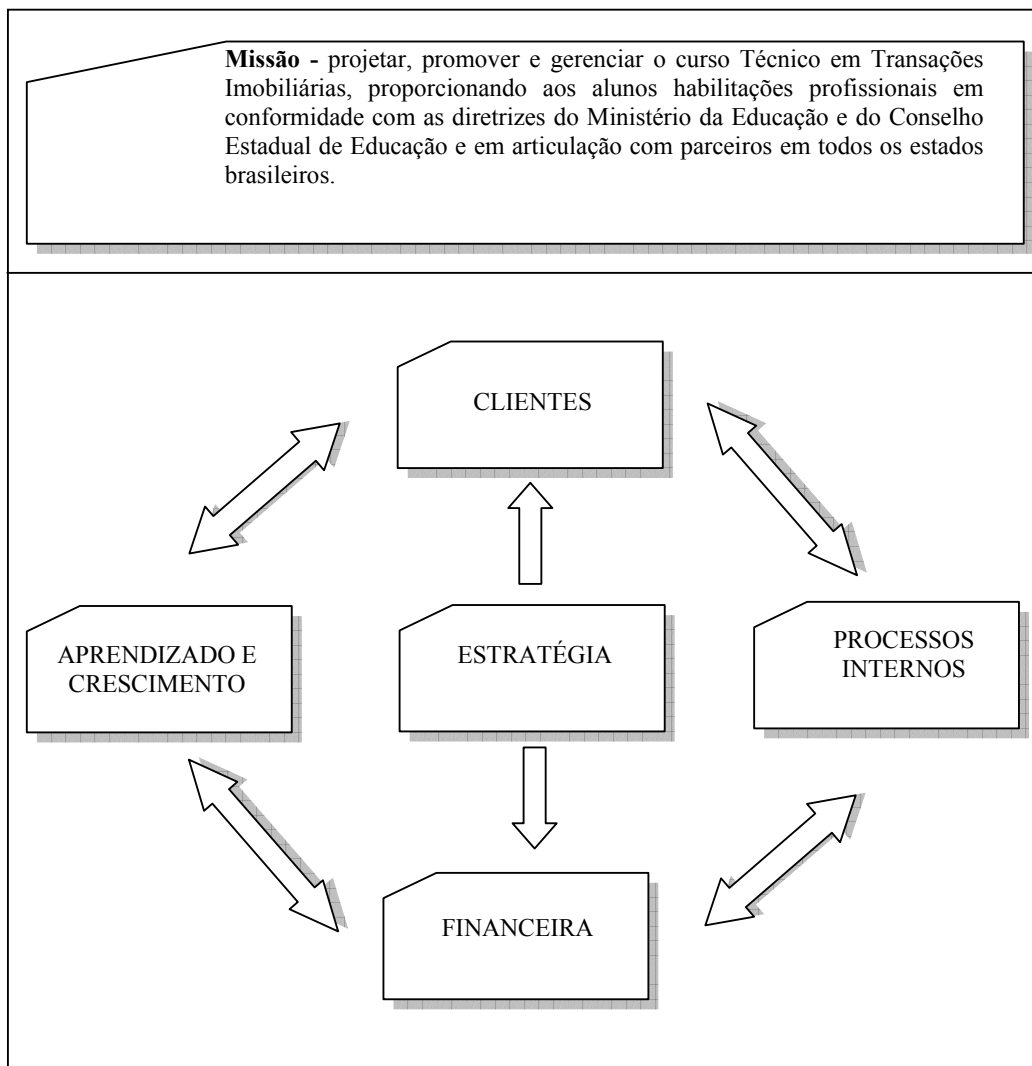 Missão - projetar, promover e gerenciar o curso Técnico em Transações
Imobiliárias, proporcionando aos alunos habilitações profissionais em
conformidade com as diretrizes do Ministério da Educação e do Conselho
Estadual de Educação e em articulação com parceiros em todos os estados
brasileiros.
CLIENTES
APRENDIZADO E
CRESCIMENTO
ESTRATÉGIA
PROCESSOS
INTERNOS
FINANCEIRA